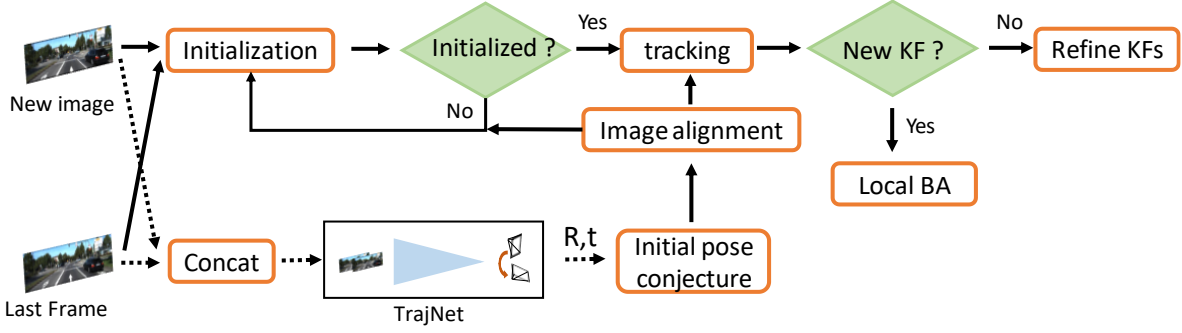 Initialization
Initialized ?
Yes
tracking
New KF ?
No
Refine KFs
New image
No
Image alignment
Yes
Local BA
Last Frame
Concat
TrajNet
R,t
Initial pose
conjecture